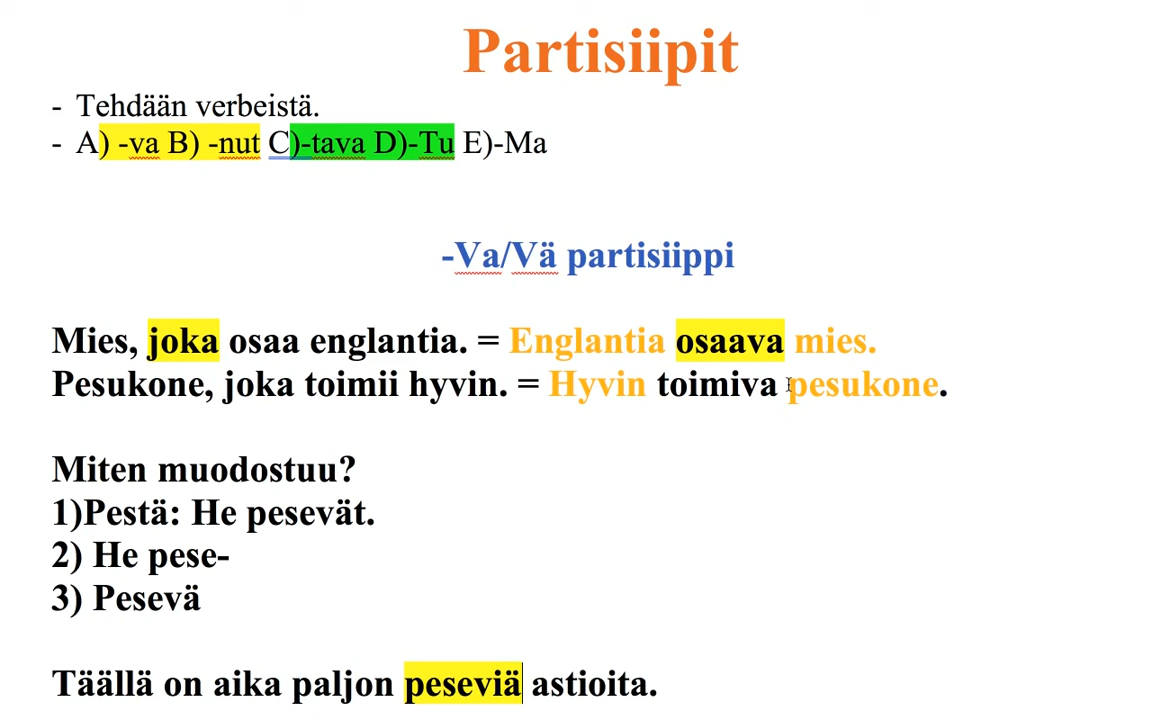 Partisiipit
- Tehdään verbeistä.
- A) -va B) -nut C)-tava D)-Tu E)-Ma
-Va/Vä partisiippi
Mies, joka osaa englantia. = Englantia osaava mies.
Pesukone, joka toimii hyvin. = Hyvin toimiva pesukone.
Miten muodostuu?
1)Pestä: He pesevät.
2) He pese-
3) Pesevä
Täällä on aika paljon peseviä astioita.